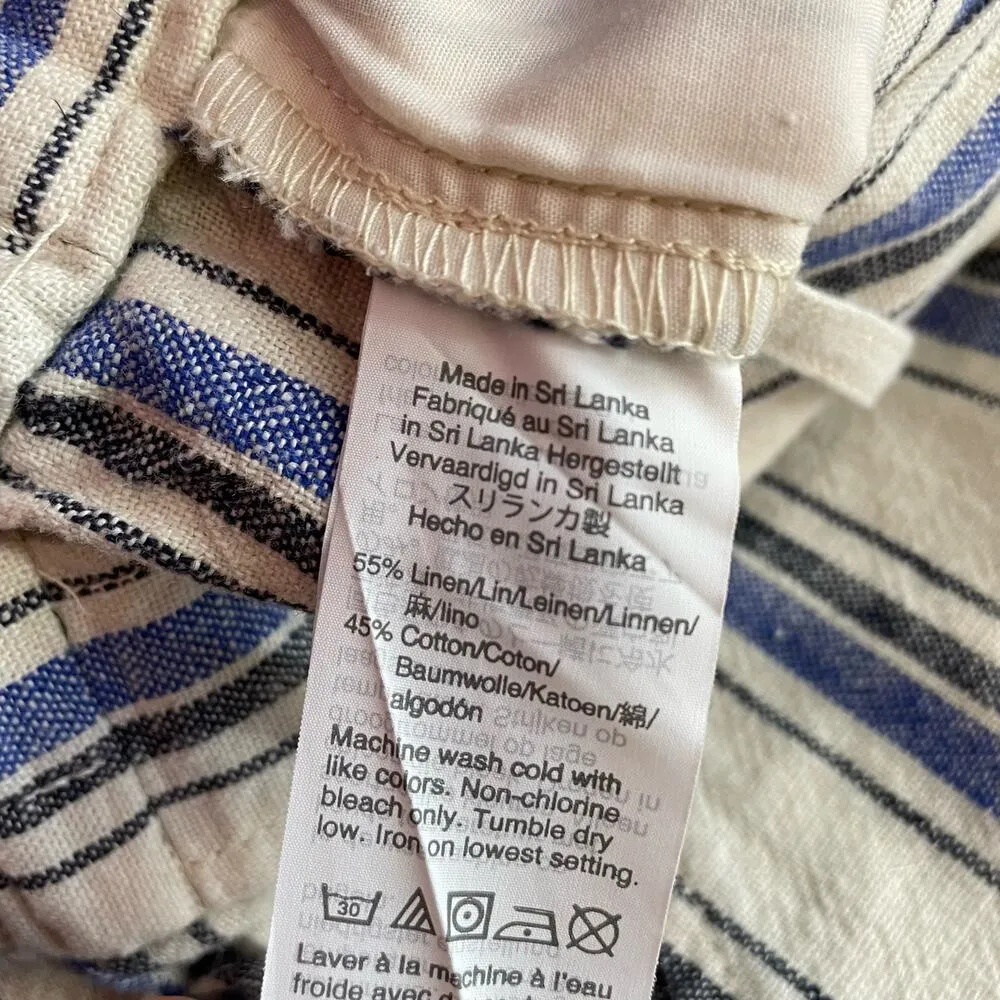 Made in Sri Lanka
Fabriqué au Sri Lanka
in Sri Lanka Hergestellt
Vervaardigd in Sri Lanka
スリランカ製
Hecho en Sri Lanka
55% Linen/Lin/Leinen/Linnen/
麻/lino
45% Cotton/Coton/
Baumwolle/Katoen/綿/
algodón
Machine wash cold with
like colors. Non-chlorine
bleach only. Tumble dry
low. Iron on lowest setting.
30
Laver à la machine à l'eau
froide avec